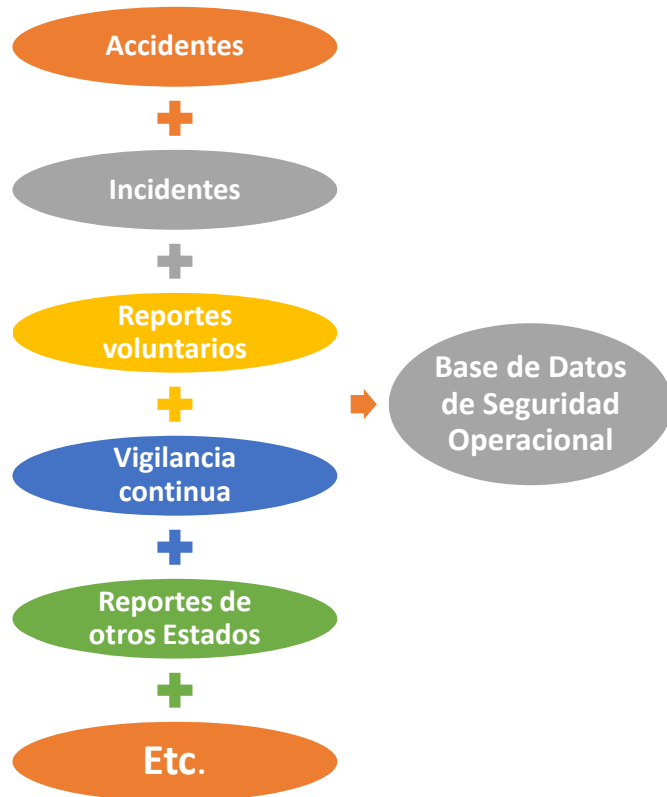 Accidentes
Incidentes
Reportes
voluntarios
Vigilancia
continua
Reportes de
otros Estados
Etc.
Base de Datos
de Seguridad
Operacional